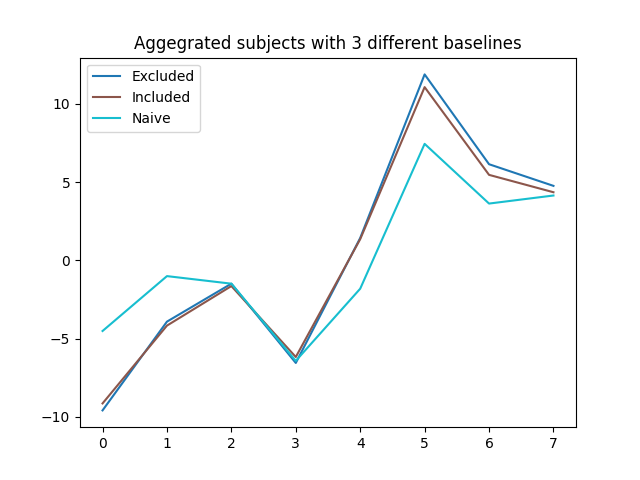 Aggegrated subjects with 3 different baselines
Excluded
Included
Naive
10
5
0
−5
−10
0 1 2 3 4 5 6 7